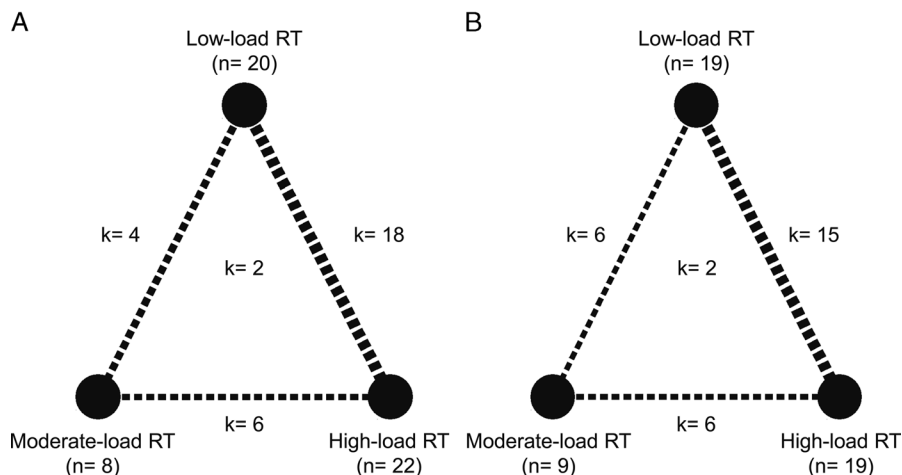 A
Low-load RT
(n= 20)
k= 4
k= 18
k= 2
k= 6
Moderate-load RT
(n= 8)
High-load RT
(n= 22)
B
Low-load RT
(n= 19)
k= 6
k= 15
k= 2
k= 6
Moderate-load RT
(n= 9)
High-load RT
(n= 19)